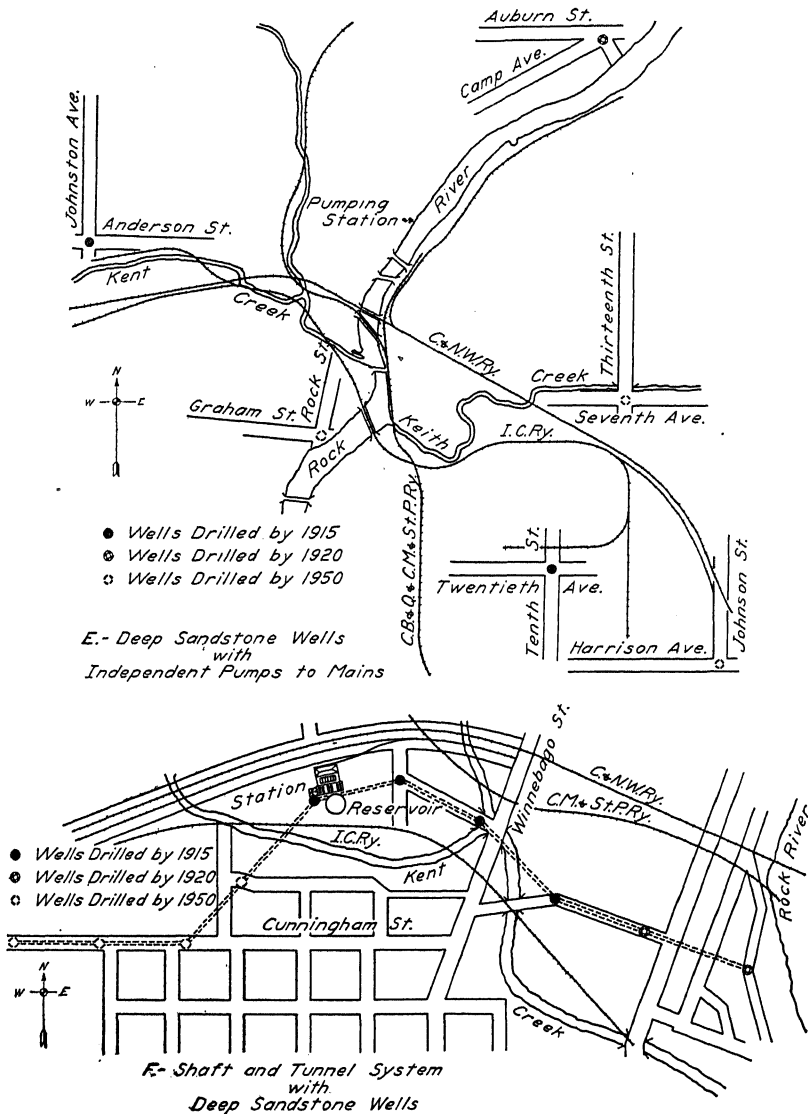 Auburn St.
Camp Ave.
Johnston Ave.
Anderson St.
Pumping
Station
River
Kent
Creek
Thirteenth St.
C.&N.W.Ry.
Creek
Rock St.
Graham St.
Seventh Ave.
Keith
I.C.Ry.
Rock
N
W
E
Wells Drilled by 1915
Wells Drilled by 1920
Wells Drilled by 1950
C.B.&Q.& C.M.& St.P.Ry.
St.
Twentieth Ave.
Tenth
Johnson St.
Harrison Ave.
E.- Deep Sandstone Wells
with
Independent Pumps to Mains
Winnebago St.
C.&N.W.Ry.
C.M.& St.P.Ry.
Station
Reservoir
I.C.Ry.
Kent
Rock River
Wells Drilled by 1915
Wells Drilled by 1920
Wells Drilled by 1950
Cunningham St.
N
W
E
Creek
F.- Shaft and Tunnel System
with
Deep Sandstone Wells